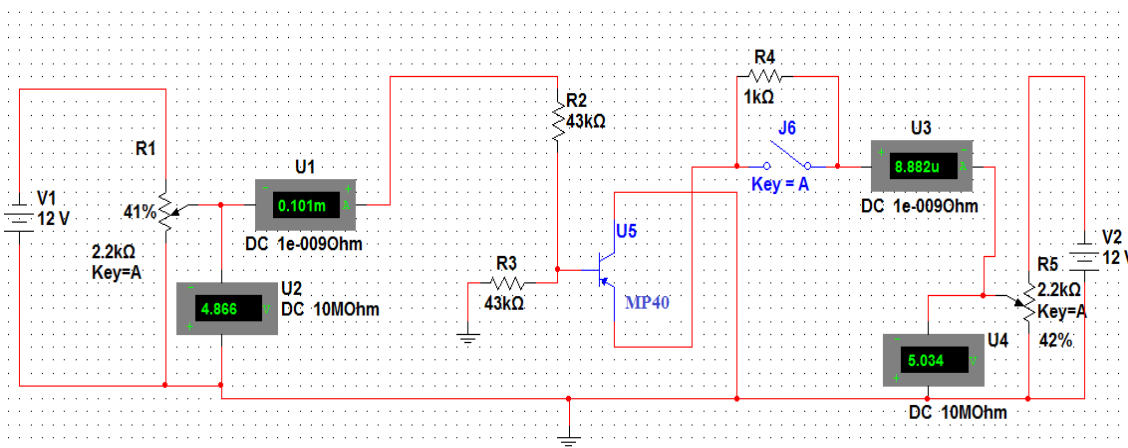 R4
1kΩ
R2
43kΩ
J6
Key = A
U3
+
-
8.882u
A
DC 1e-009Ohm
R1
U1
-
+
0.101m
A
DC 1e-009Ohm
V1
12 V
41%
2.2kΩ
Key=A
U5
MP40
R3
43kΩ
V2
12 V
R5
2.2kΩ
Key=A
42%
U2
DC 10MOhm
-
4.866
V
+
U4
-
5.034
V
+
DC 10MOhm